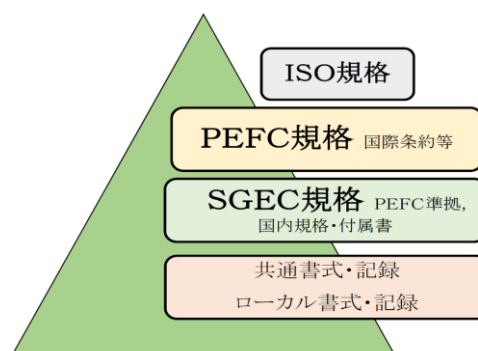 ISO規格
PEFC規格 国際条約等
SGEC規格 PEFC準拠,
国内規格・付属書
共通書式・記録
ローカル書式・記録